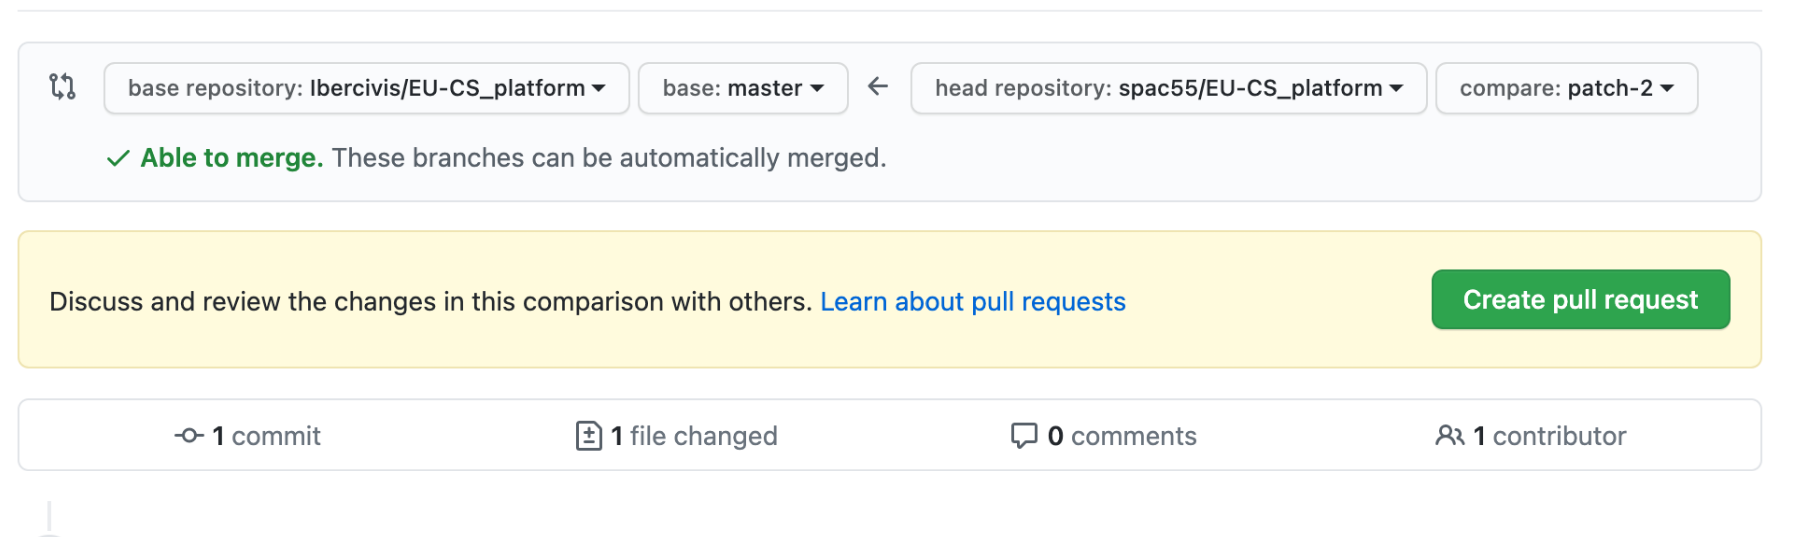 base repository: Ibercivis/EU-CS_platform base: master head repository: spac55/EU-CS_platform compare: patch-2
Able to merge. These branches can be automatically merged.
Discuss and review the changes in this comparison with others. Learn about pull requests Create pull request
1 commit 1 file changed 0 comments 1 contributor